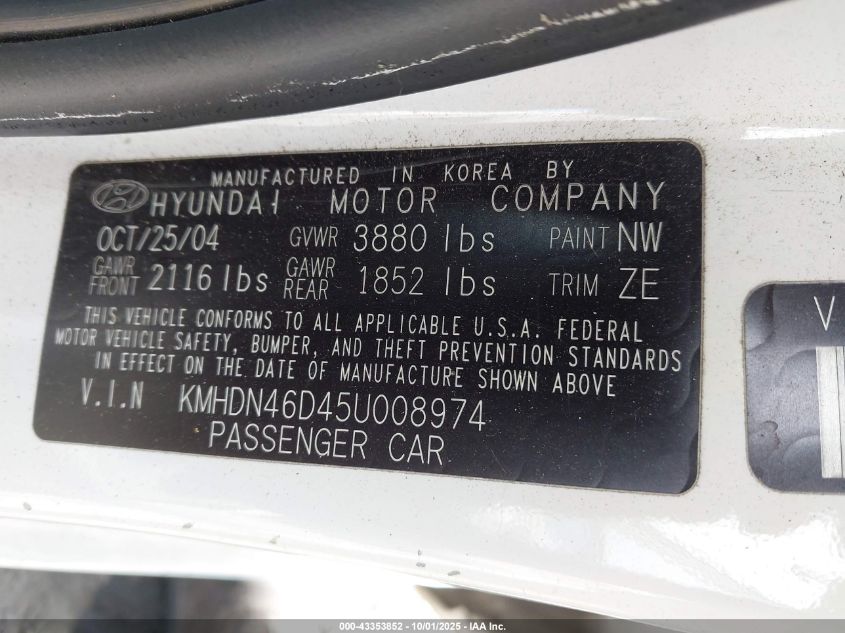 MANUFACTURED IN KOREA BY
HYUNDAI MOTOR COMPANY
OCT/25/04 GVWR 3880 lbs PAINT NW
GAWR FRONT 2116 lbs GAWR REAR 1852 lbs TRIM ZE
THIS VEHICLE CONFORMS TO ALL APPLICABLE U.S.A. FEDERAL
MOTOR VEHICLE SAFETY, BUMPER, AND THEFT PREVENTION STANDARDS
IN EFFECT ON THE DATE OF MANUFACTURE SHOWN ABOVE
V.I.N KMHDN46D45U008974
PASSENGER CAR
V
000-43353852 - 10/01/2025 - IAA Inc.